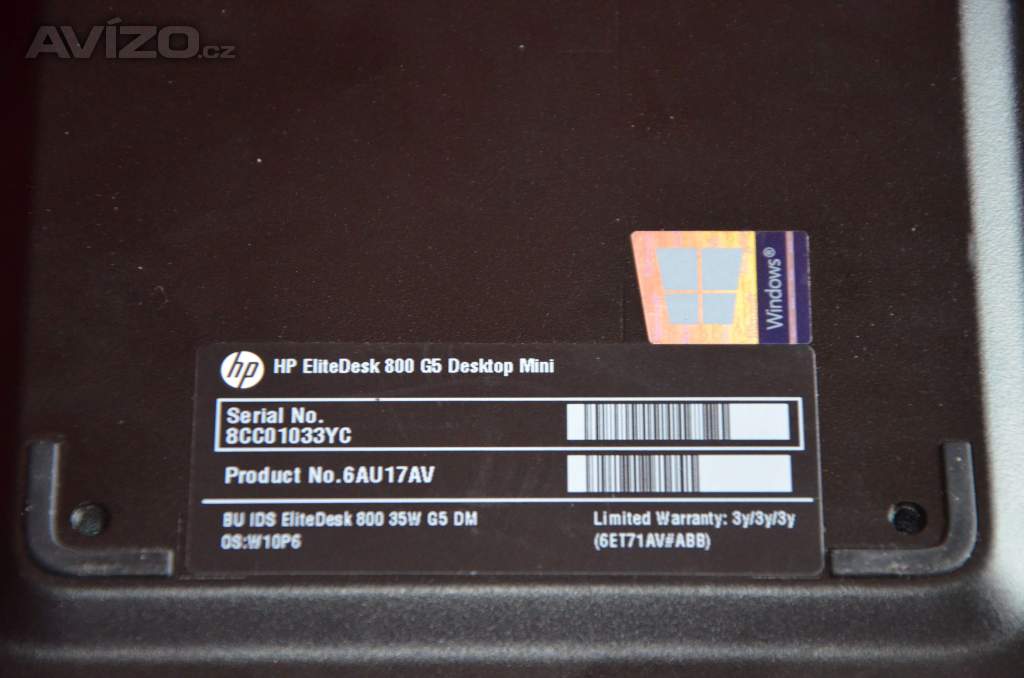 AVÍZO.cz
Windows®
hp HP EliteDesk 800 G5 Desktop Mini
Serial No.
8CC01033YC
Product No.6AU17AV
BU IDS EliteDesk 800 35W G5 DM
OS:W10P6
Limited Warranty: 3y/3y/3y
(6ET71AV#ABB)